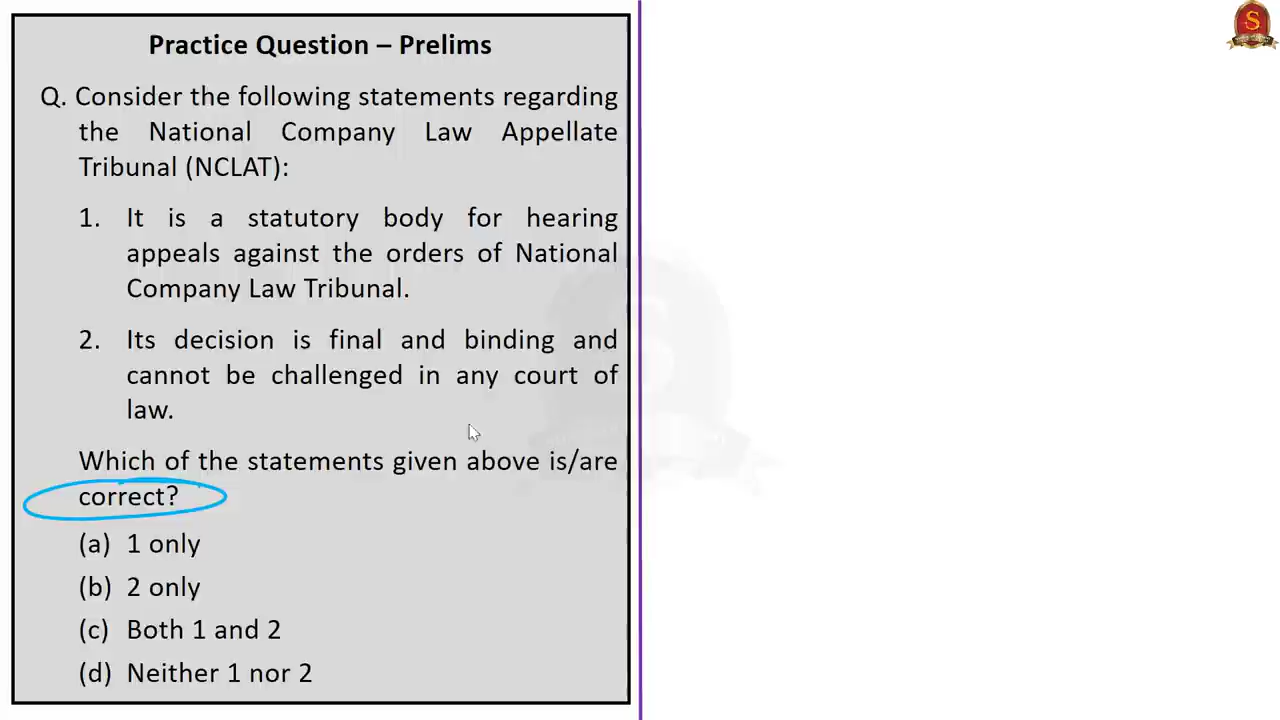 Practice Question – Prelims
Q. Consider the following statements regarding
the National Company Law Appellate
Tribunal (NCLAT):
1. It is a statutory body for hearing
appeals against the orders of National
Company Law Tribunal.
2. Its decision is final and binding and
cannot be challenged in any court of
law.
Which of the statements given above is/are
correct?
(a) 1 only
(b) 2 only
(c) Both 1 and 2
(d) Neither 1 nor 2
S